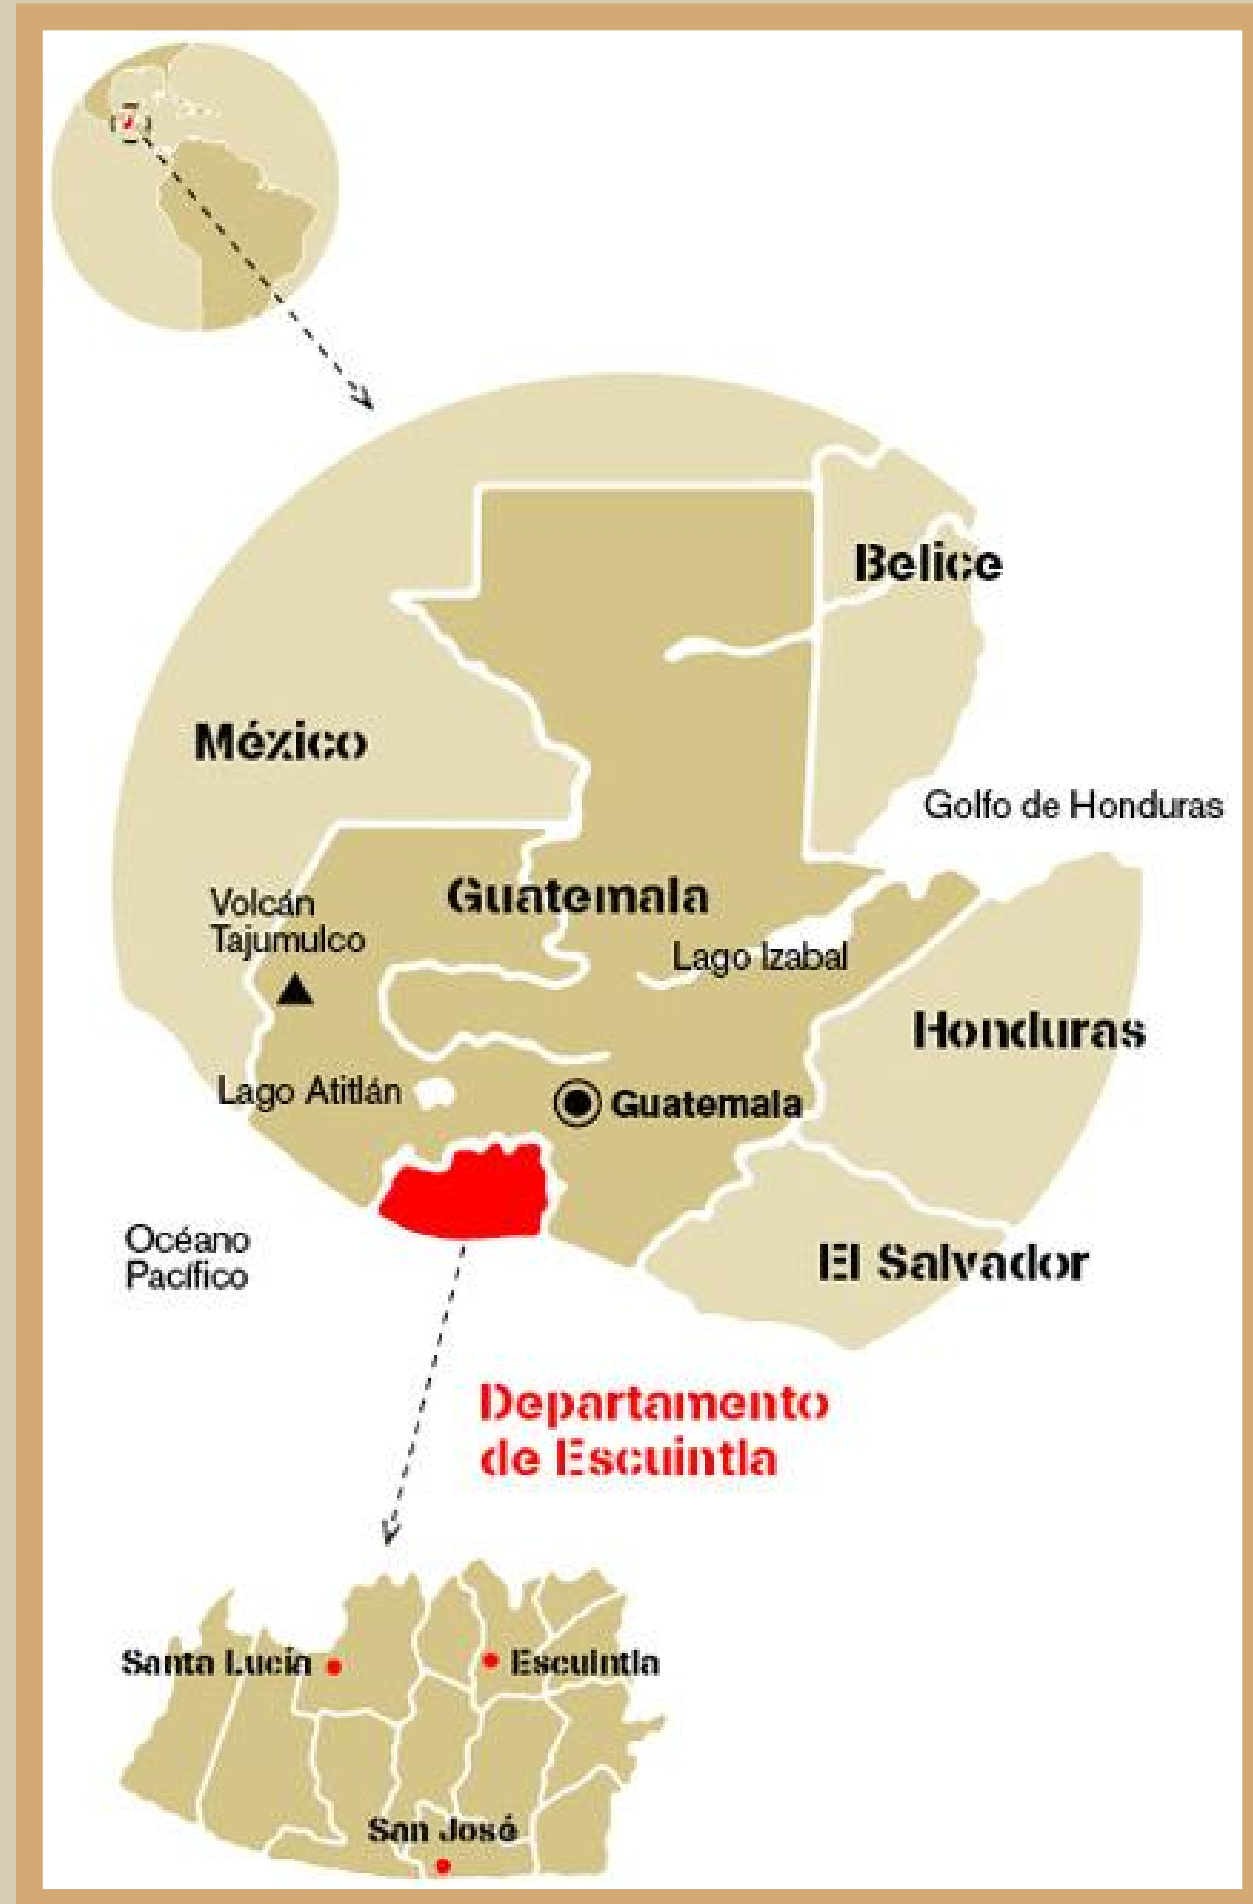 Belice
México
Golfo de Honduras
Volcán
Tajumulco
Guatemala
Lago Izabal
Honduras
Lago Atitlán
Guatemala
Océano
Pacífico
El Salvador
Departamento
de Escuintla
Santa Lucia
Escuintla
San José